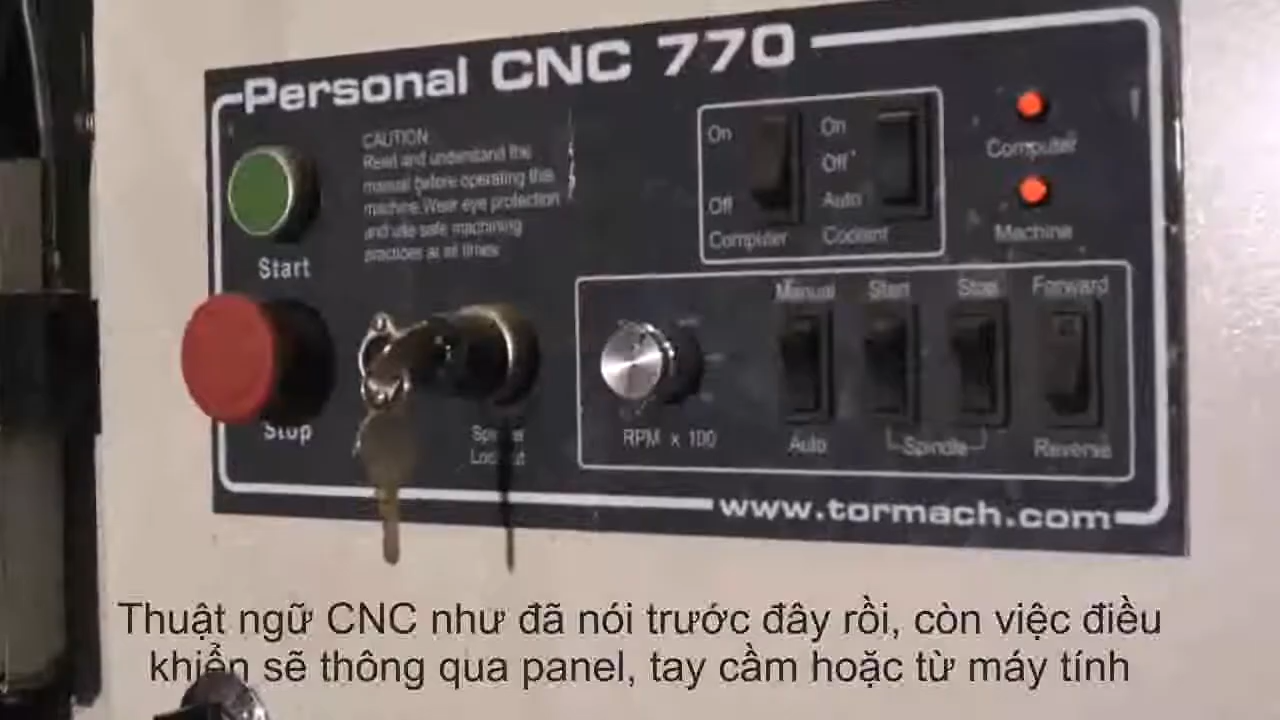 Personal CNC 770
CAUTION:
Read and understand the
manual before operating this
machine. Wear eye protection
and use safe machining
practices at all times
Start
Stop
Spindle
Lockout
On
Off
Computer
On
Off
Auto
Coolant
Computer
Machine
RPM x 100
Manual
Auto
Start
Stop
Spindle
Forward
Reverse
www.tormach.com
Thuật ngữ CNC như đã nói trước đây rồi, còn việc điều
khiển sẽ thông qua panel, tay cầm hoặc từ máy tính